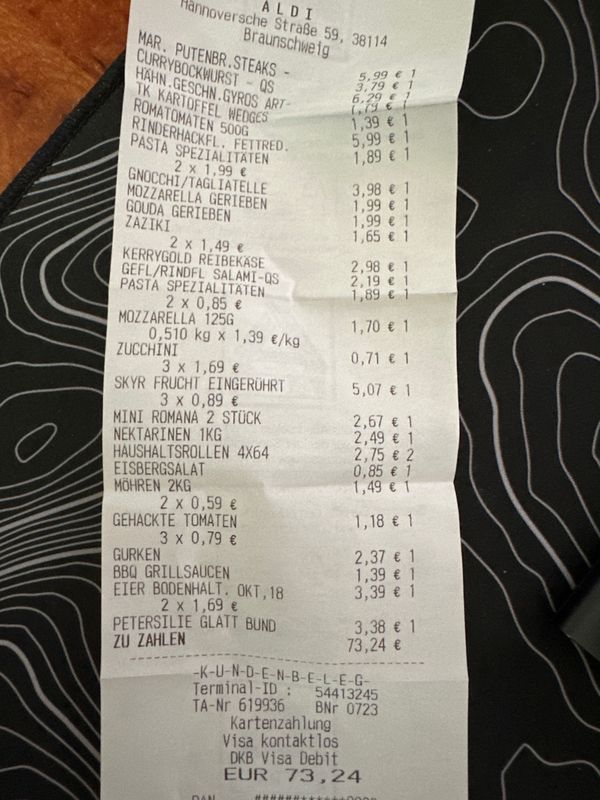 ALDI
Hannoversche Straße 59, 38114
Braunschweig
MAR. PUTENBR.STEAKS - 5,99 € 1
CURRYBOCKWURST - QS 3,79 € 1
HÄHN.GESCHN.GYROS ART- 6,29 € 1
TK KARTOFFEL WEDGES 1,79 € 1
ROMATOMATEN 500G 1,39 € 1
RINDERHACKFL. FETTRED. 5,99 € 1
PASTA SPEZIALITÄTEN 1,89 € 1
2 x 1,99 €
GNOCCHI/TAGLIATELLE 3,98 € 1
MOZZARELLA GERIEBEN 1,99 € 1
GOUDA GERIEBEN 1,99 € 1
ZAZIKI 1,65 € 1
2 x 1,49 €
KERRYGOLD REIBEKÄSE 2,98 € 1
GEFL/RINDFL SALAMI-QS 2,19 € 1
PASTA SPEZIALITÄTEN 1,89 € 1
2 x 0,85 €
MOZZARELLA 125G 1,70 € 1
0,510 kg x 1,39 €/kg
ZUCCHINI 0,71 € 1
3 x 1,69 €
SKYR FRUCHT EINGERÜHRT 5,07 € 1
3 x 0,89 €
MINI ROMANA 2 STÜCK 2,67 € 1
NEKTARINEN 1KG 2,49 € 1
HAUSHALTSROLLEN 4X64 2,75 € 2
EISBERGSALAT 0,85 € 1
MÖHREN 2KG 1,49 € 1
2 x 0,59 €
GEHACKTE TOMATEN 1,18 € 1
3 x 0,79 €
GURKEN 2,37 € 1
BBQ GRILLSAUCEN 1,39 € 1
EIER BODENHALT. OKT,18 3,39 € 1
2 x 1,69 €
PETERSILIE GLATT BUND 3,38 € 1
ZU ZAHLEN 73,24 €
-K-U-N-D-E-N-B-E-L-E-G-
Terminal-ID : 54413245
TA-Nr 619936 BNr 0723
Kartenzahlung
Visa kontaktlos
DKB Visa Debit
EUR 73,24